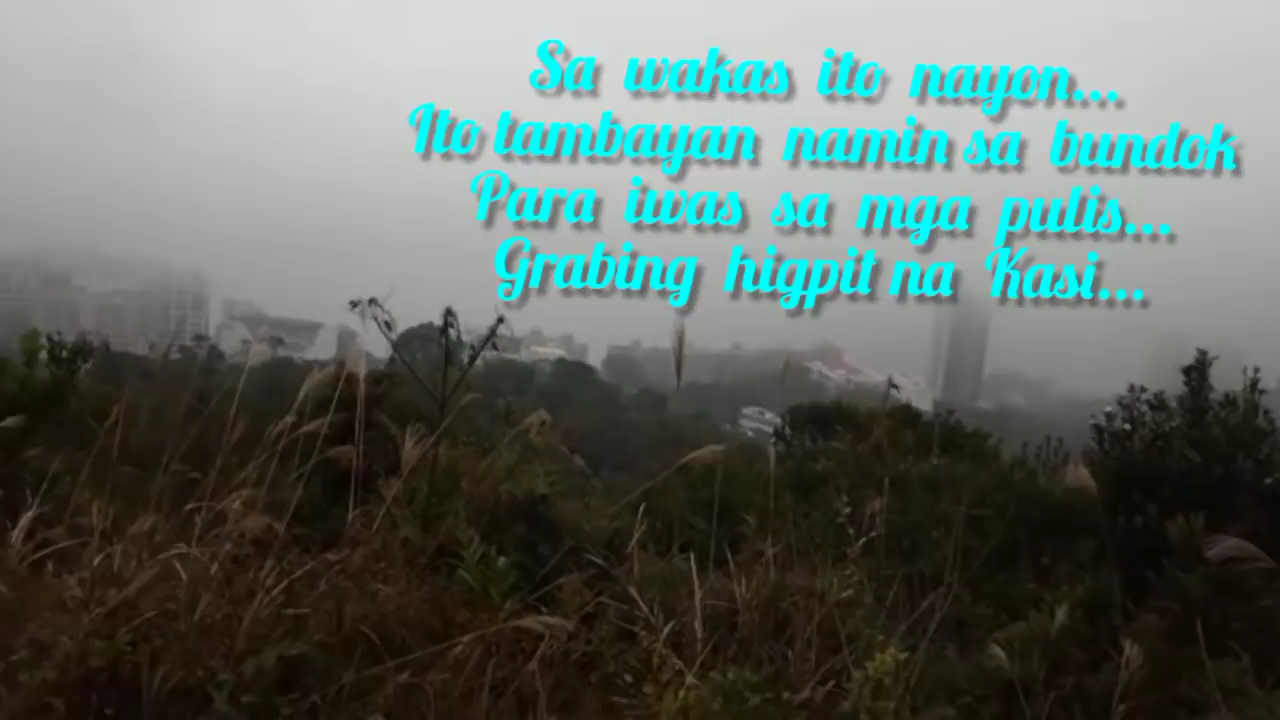 Sa wakas ito nayon...
Ito tambayan namin sa bundok
Para iwas sa mga pulis...
Grabing higpit na Kasi...